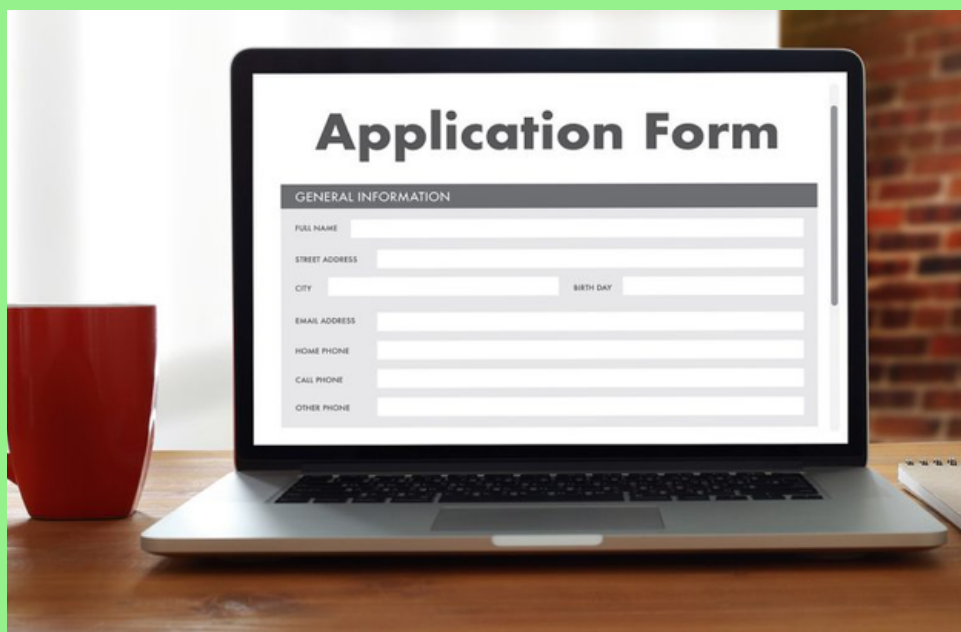 Application Form
GENERAL INFORMATION
FULL NAME
STREET ADDRESS
CITY BIRTH DAY
EMAIL ADDRESS
HOME PHONE
CALL PHONE
OTHER PHONE